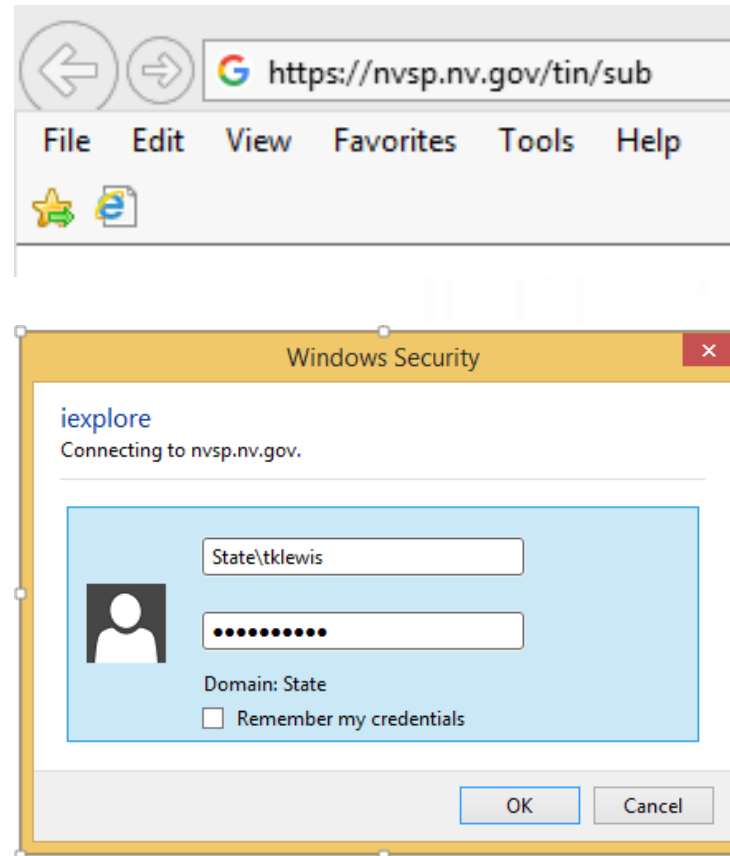 https://nvsp.nv.gov/tin/sub
File Edit View Favorites Tools Help
Windows Security
iexplore
Connecting to nvsp.nv.gov.
State\tklewis
••••••••••
Domain: State
Remember my credentials
OK Cancel